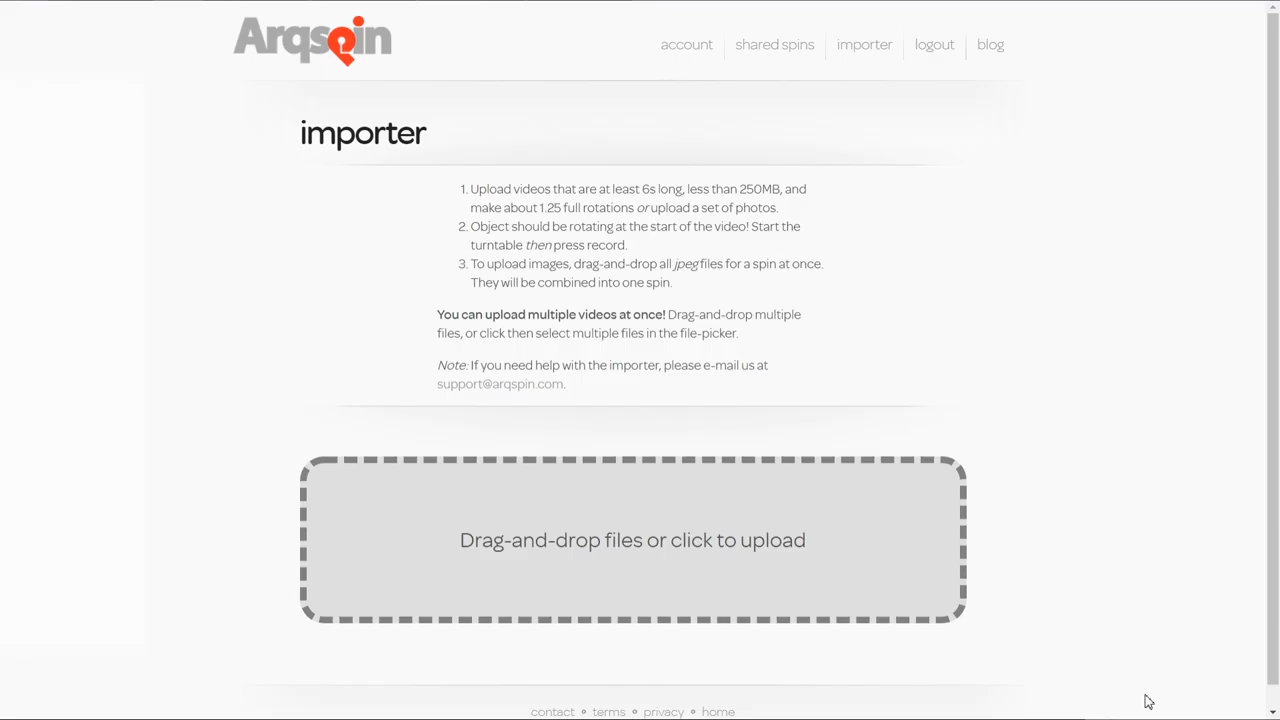 Arqspin
account shared spins importer logout blog
importer
1. Upload videos that are at least 6s long, less than 250MB, and
make about 1.25 full rotations or upload a set of photos.
2. Object should be rotating at the start of the video! Start the
turntable then press record.
3. To upload images, drag-and-drop all jpeg files for a spin at once.
They will be combined into one spin.
You can upload multiple videos at once! Drag-and-drop multiple
files, or click then select multiple files in the file-picker.
Note: If you need help with the importer, please e-mail us at
support@arqspin.com.
Drag-and-drop files or click to upload
contact terms privacy home